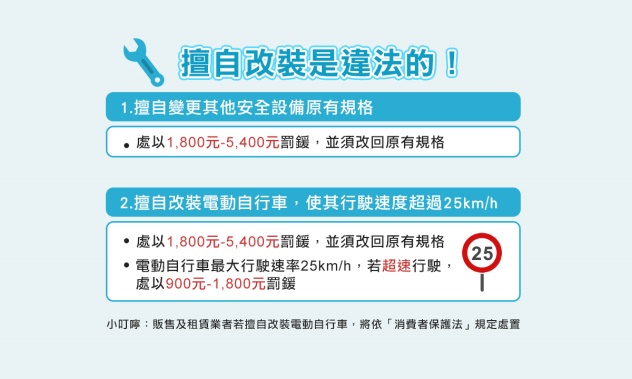 擅自改裝是違法的！
1.擅自變更其他安全設備原有規格
• 處以1,800元-5,400元罰鍰，並須改回原有規格
2.擅自改裝電動自行車，使其行駛速度超過25km/h
• 處以1,800元-5,400元罰鍰，並須改回原有規格
25
• 電動自行車最大行駛速率25km/h，若超速行駛，
處以900元-1,800元罰鍰
小叮嚀：販售及租賃業者若擅自改裝電動自行車，將依「消費者保護法」規定處置